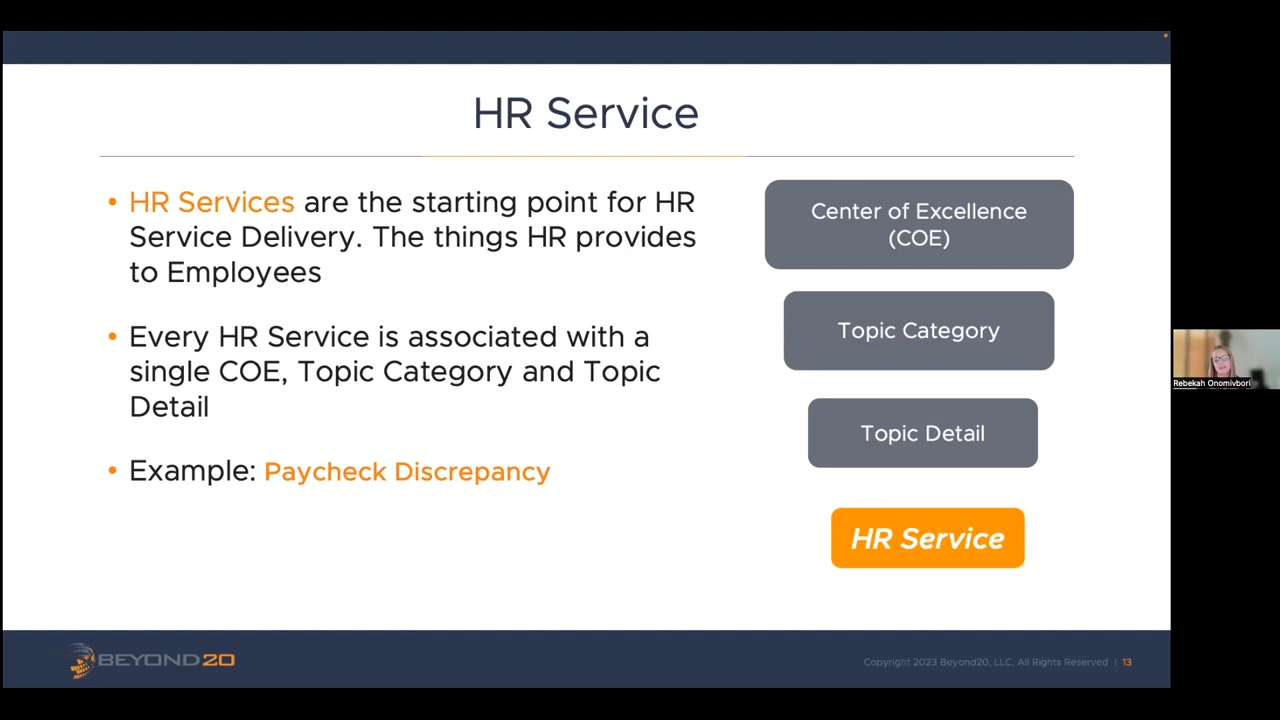 HR Service
HR Services are the starting point for HR
Service Delivery. The things HR provides
to Employees
Every HR Service is associated with a
single COE, Topic Category and Topic
Detail
Example: Paycheck Discrepancy
Center of Excellence
(COE)
Topic Category
Topic Detail
HR Service
Rebekah Onomivbori
BEYOND20
Copyright 2023 Beyond20, LLC, All Rights Reserved | 13